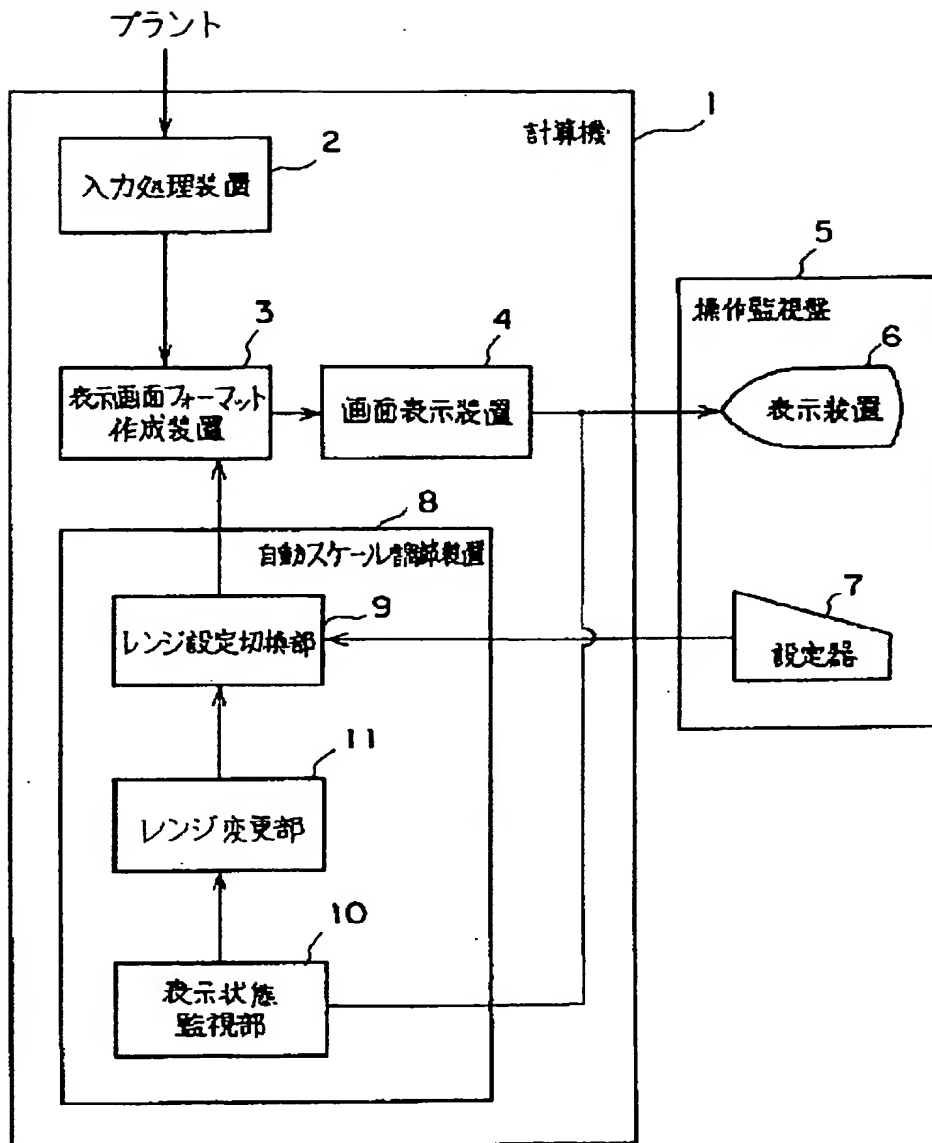 プラント
1
計算機
2
入力処理装置
3
表示画面フォーマット
作成装置
4
画面表示装置
5
操作監視盤
6
表示装置
7
設定器
8
自動スケール調節装置
9
レンジ設定切換部
11
レンジ変更部
10
表示状態
監視部